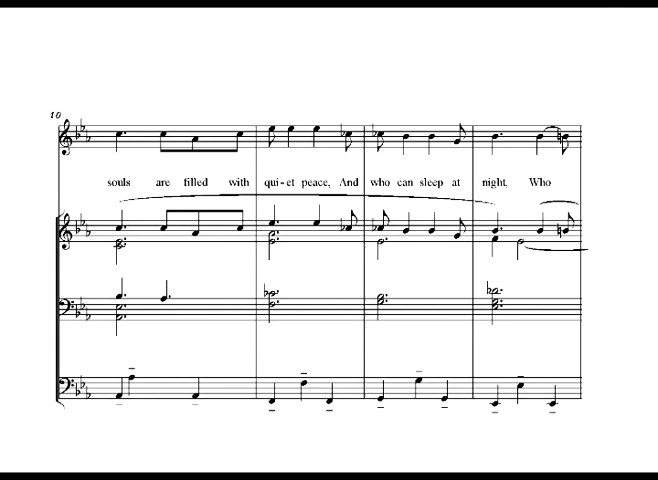 10
souls are filled with qui-et peace, And who can sleep at night, Who